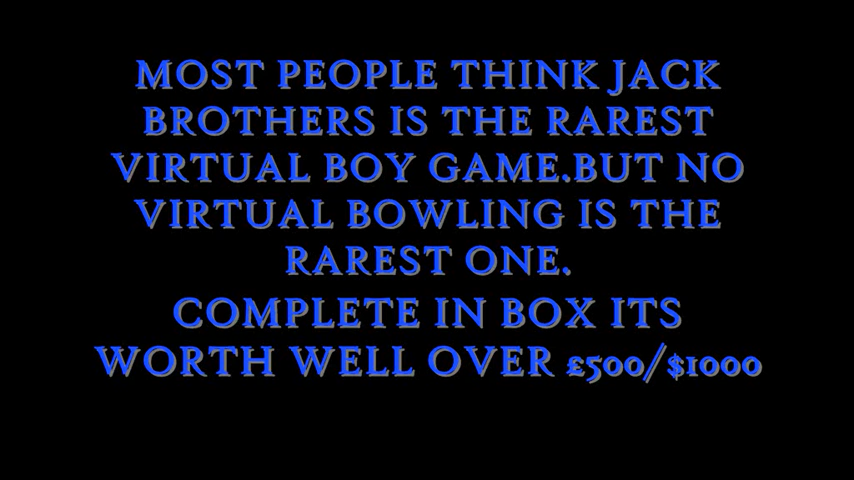 MOST PEOPLE THINK JACK
BROTHERS IS THE RAREST
VIRTUAL BOY GAME.BUT NO
VIRTUAL BOWLING IS THE
RAREST ONE.
COMPLETE IN BOX ITS
WORTH WELL OVER £500/$1000